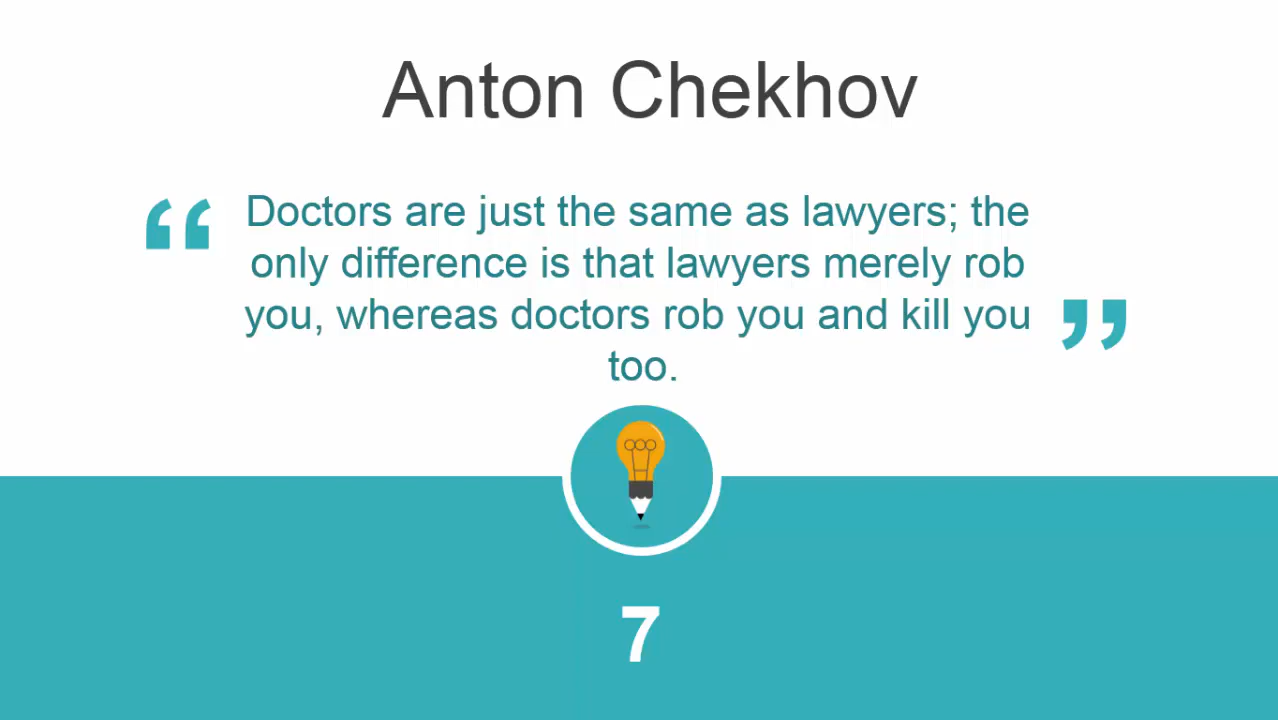 Anton Chekhov
“ Doctors are just the same as lawyers; the
only difference is that lawyers merely rob
you, whereas doctors rob you and kill you ”
too.
7